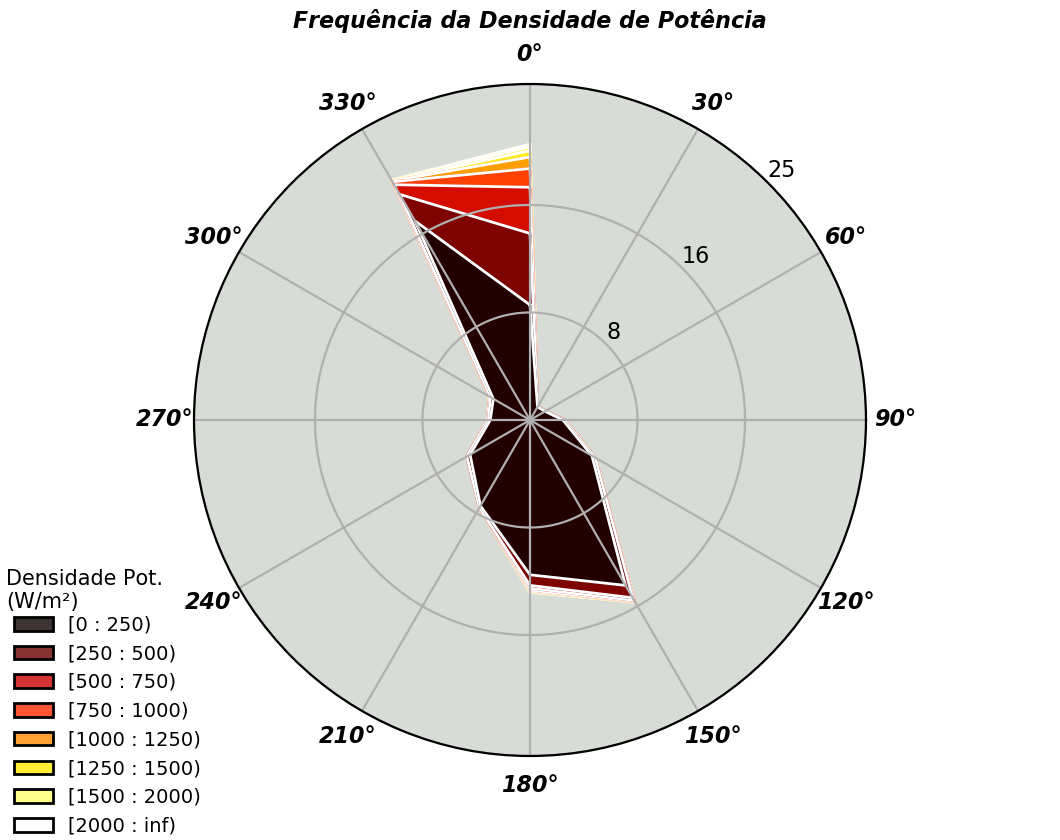 Frequência da Densidade de Potência
0°
330°
30°
25
300°
60°
16
8
270°
90°
Densidade Pot.
(W/m²)
240°
120°
[0 : 250)
[250 : 500)
[500 : 750)
[750 : 1000)
210°
150°
[1000 : 1250)
[1250 : 1500)
180°
[1500 : 2000)
[2000 : inf)